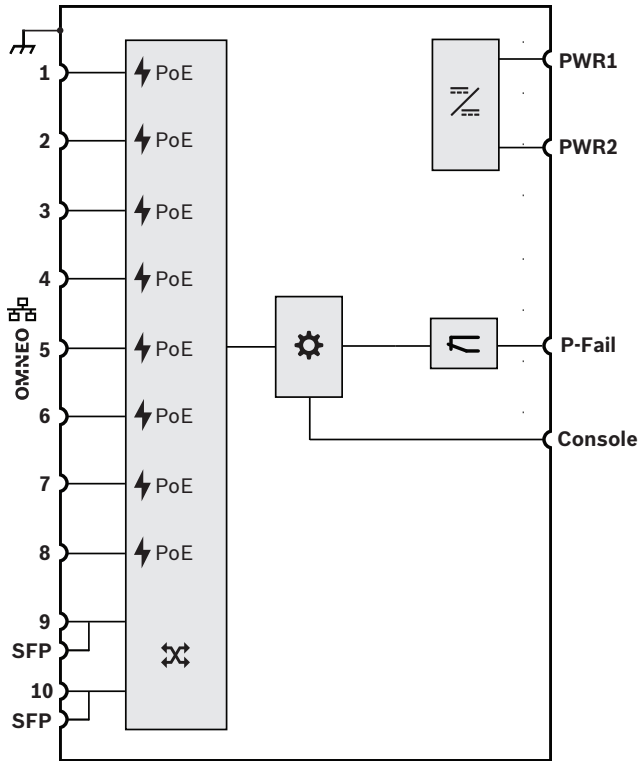 PWR1
1 PoE
PWR2
2 PoE
3 PoE
4 PoE
OMNEO
5 PoE
P-Fail
6 PoE
Console
7 PoE
8 PoE
9
SFP
10
SFP